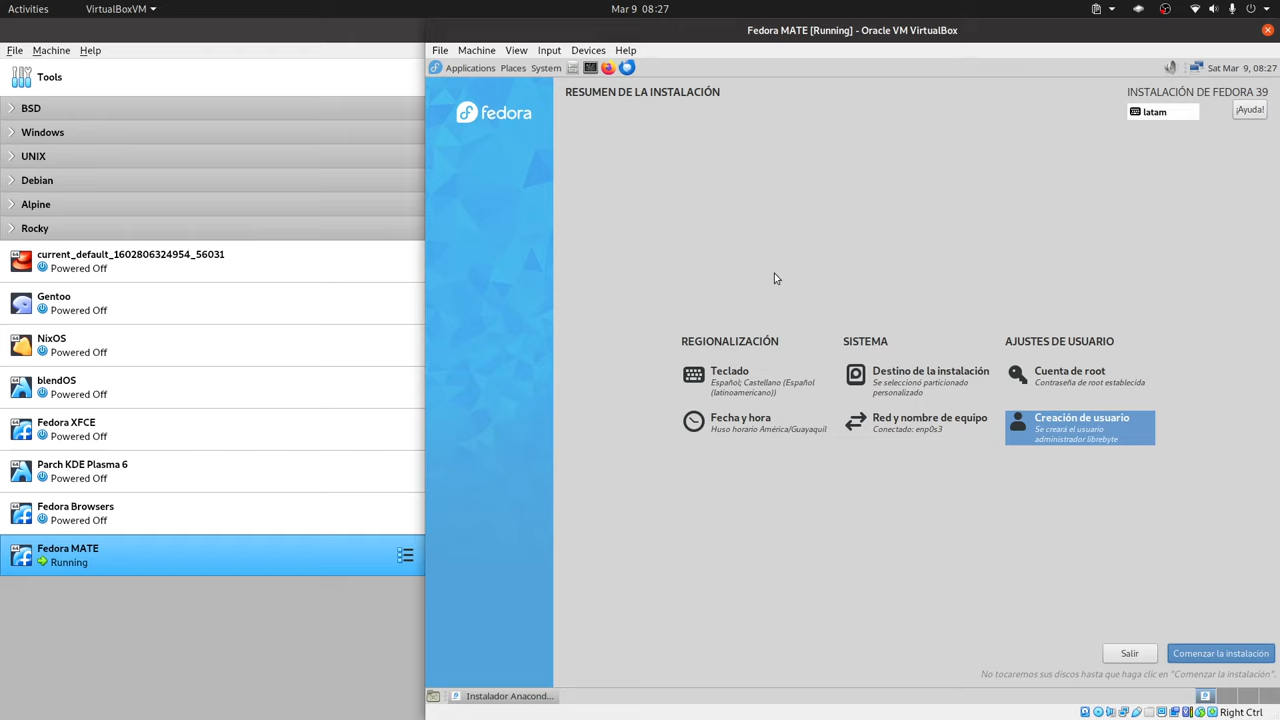 Activities
VirtualBoxVM
Mar 9 08:27
Fedora MATE [Running] - Oracle VM VirtualBox
File Machine Help
File Machine View Input Devices Help
Tools
BSD
Windows
UNIX
Debian
Alpine
Rocky
current_default_1602806324954_56031
Powered Off
Gentoo
Powered Off
NixOS
Powered Off
blendOS
Powered Off
Fedora XFCE
Powered Off
Parch KDE Plasma 6
Powered Off
Fedora Browsers
Powered Off
Fedora MATE
Running
Applications Places System
Sat Mar 9, 08:27
fedora
RESUMEN DE LA INSTALACIÓN
INSTALACIÓN DE FEDORA 39
latam
¡Ayuda!
REGIONALIZACIÓN
Teclado
Español; Castellano (Español
(latinoamericano))
Fecha y hora
Huso horario América/Guayaquil
SISTEMA
Destino de la instalación
Se seleccionó particionado
personalizado
Red y nombre de equipo
Conectado: enp0s3
AJUSTES DE USUARIO
Cuenta de root
Contraseña de root establecida
Creación de usuario
Se creará el usuario
administrador librebyte
Salir
Comenzar la instalación
No tocaremos sus discos hasta que haga clic en "Comenzar la instalación".
Instalador Anacond...
Right Ctrl